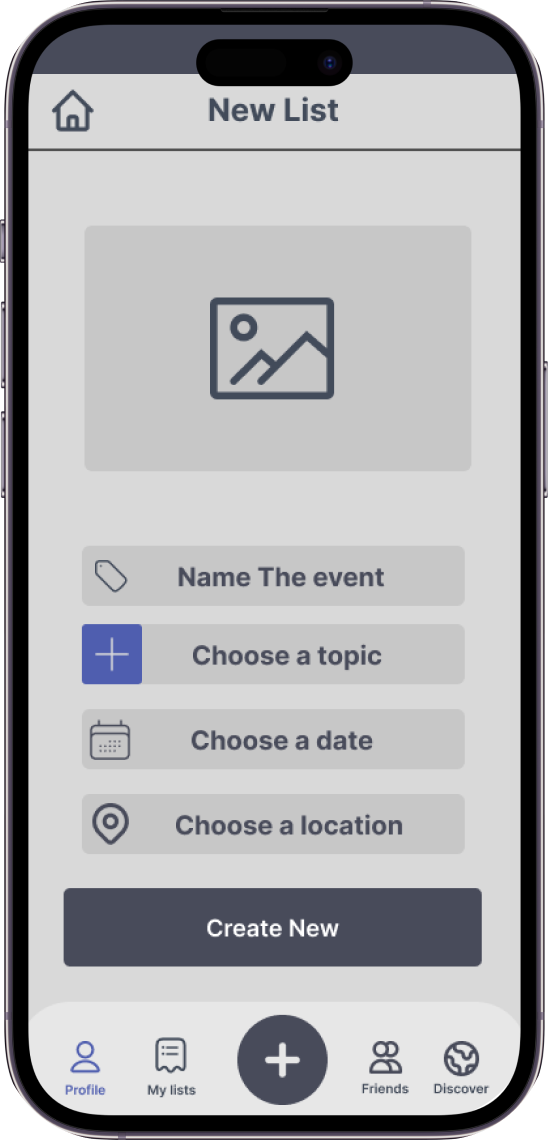 New List
Name The event
Choose a topic
Choose a date
Choose a location
Create New
Profile
My lists
Friends
Discover